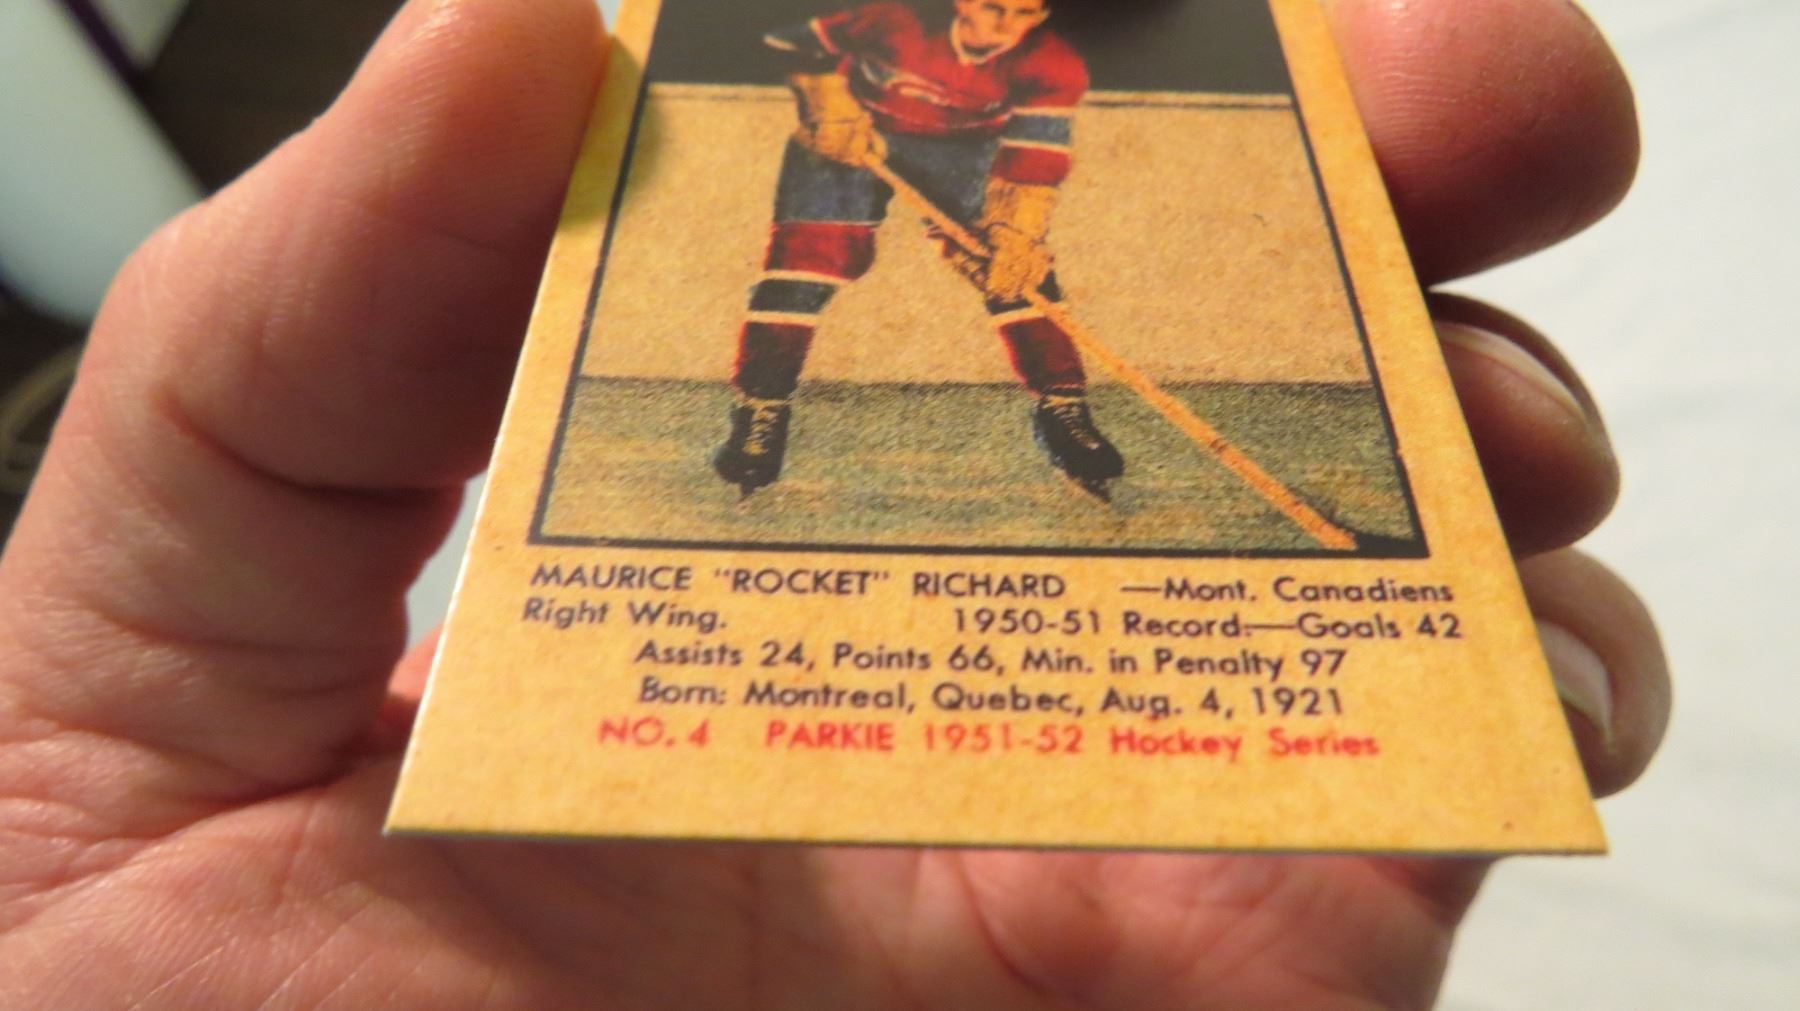 MAURICE "ROCKET" RICHARD —Mont. Canadiens
Right Wing. 1950-51 Record:—Goals 42
Assists 24, Points 66, Min. in Penalty 97
Born: Montreal, Quebec, Aug. 4, 1921
NO. 4 PARKIE 1951-52 Hockey Series